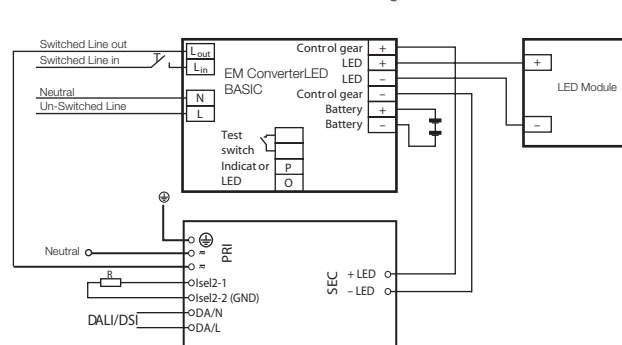 Switched Line out
Switched Line in
Neutral
Un-Switched Line
Lout
Lin
N
L
EM ConverterLED
BASIC
Test
switch
Indicator
LED
P
O
Control gear +
LED +
LED –
Control gear –
Battery +
Battery –
+
–
LED Module
Neutral
R
DALI/DSI
PRI
≂
≂
Isel2-1
Isel2-2 (GND)
DA/N
DA/L
SEC
+ LED
– LED